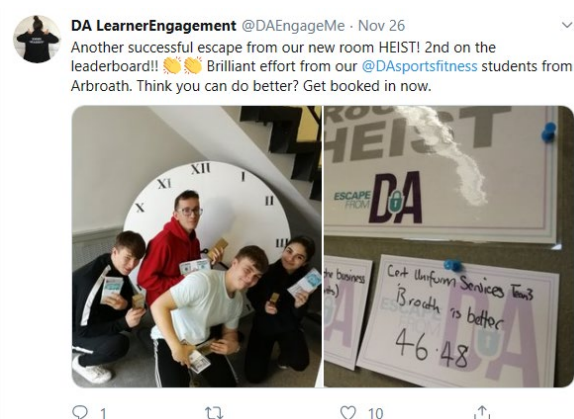 DA LearnerEngagement @DAEngageMe · Nov 26
Another successful escape from our new room HEIST! 2nd on the
leaderboard!! 👏👏 Brilliant effort from our @DAsportsfitness students from
Arbroath. Think you can do better? Get booked in now.
XII
XI
I
X
II
III
HEIST
ESCAPE
FROM
DA
business
Cert Uniform Services Team3
Broath is better
46.48
1
10